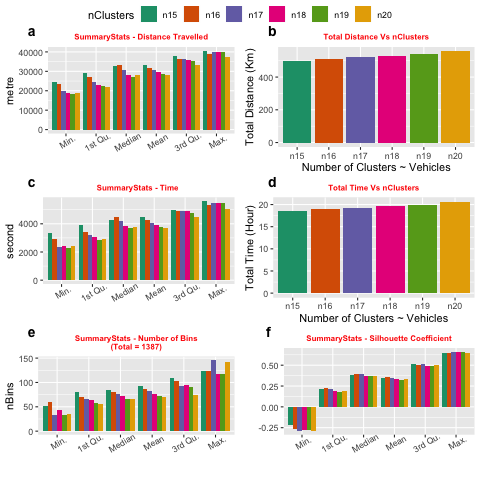 nClusters n15 n16 n17 n18 n19 n20
a
SummaryStats - Distance Travelled
metre
40000
30000
20000
10000
0
Min. 1st Qu. Median Mean 3rd Qu. Max.
b
Total Distance Vs nClusters
Total Distance (Km)
400
200
0
n15 n16 n17 n18 n19 n20
Number of Clusters ~ Vehicles
c
SummaryStats - Time
second
4000
2000
0
Min. 1st Qu. Median Mean 3rd Qu. Max.
d
Total Time Vs nClusters
Total Time (Hour)
20
15
10
5
0
n15 n16 n17 n18 n19 n20
Number of Clusters ~ Vehicles
e
SummaryStats - Number of Bins
(Total = 1387)
nBins
150
100
50
0
Min. 1st Qu. Median Mean 3rd Qu. Max.
f
SummaryStats - Silhouette Coefficient
0.50
0.25
0.00
-0.25
Min. 1st Qu. Median Mean 3rd Qu. Max.